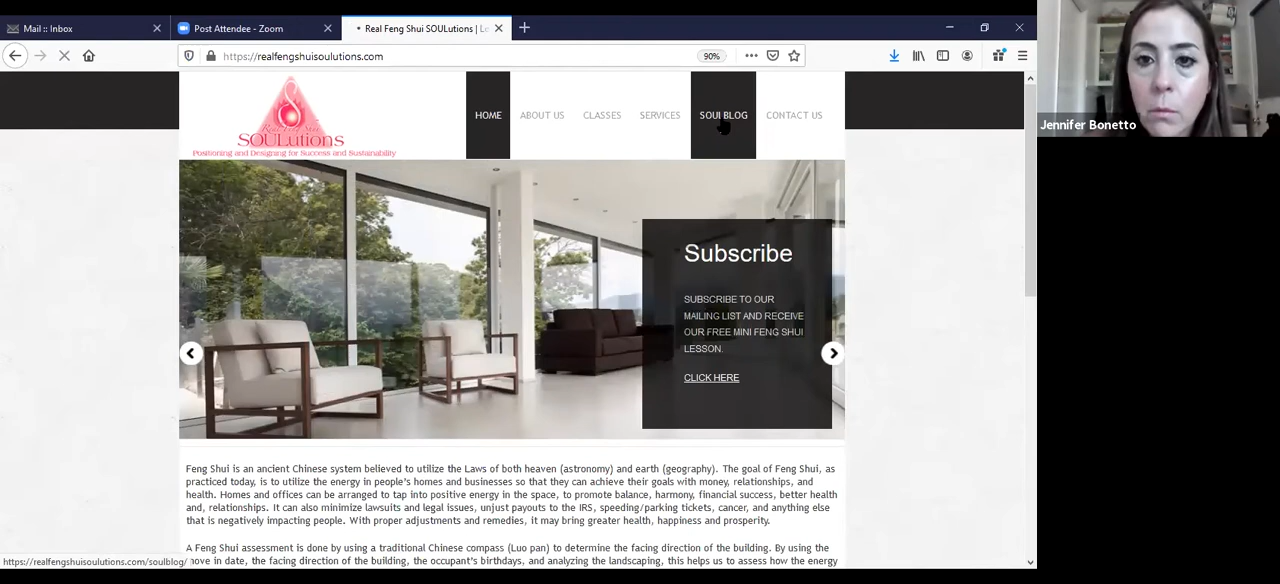 Mail :: Inbox
Post Attendee - Zoom
Real Feng Shui SOULutions | Le
https://realfengshuisoulutions.com
90%
Jennifer Bonetto
Real Feng Shui
SOULutions
Positioning and Designing for Success and Sustainability
HOME
ABOUT US
CLASSES
SERVICES
SOUL BLOG
CONTACT US
Subscribe
SUBSCRIBE TO OUR
MAILING LIST AND RECEIVE
OUR FREE MINI FENG SHUI
LESSON.
CLICK HERE
Feng Shui is an ancient Chinese system believed to utilize the Laws of both heaven (astronomy) and earth (geography). The goal of Feng Shui, as
practiced today, is to utilize the energy in people's homes and businesses so that they can achieve their goals with money, relationships, and
health. Homes and offices can be arranged to tap into positive energy in the space, to promote balance, harmony, financial success, better health
and, relationships. It can also minimize lawsuits and legal issues, unjust payouts to the IRS, speeding/parking tickets, cancer, and anything else
that is negatively impacting people. With proper adjustments and remedies, it may bring greater health, happiness and prosperity.
A Feng Shui assessment is done by using a traditional Chinese compass (Luo pan) to determine the facing direction of the building. By using the
move in date, the facing direction of the building, the occupant's birthdays, and analyzing the landscaping, this helps us to assess how the energy
https://realfengshuisoulutions.com/soulblog/